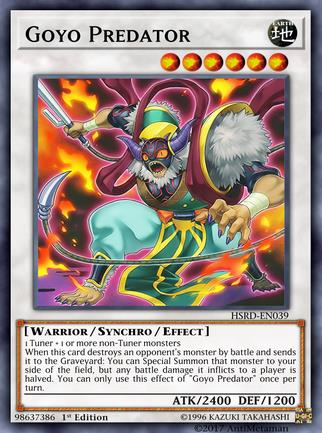 GOYO PREDATOR
EARTH
地
HSRD-EN039
[WARRIOR/SYNCHRO/EFFECT]
1 Tuner + 1 or more non-Tuner monsters
When this card destroys an opponent's monster by battle and sends
it to the Graveyard: You can Special Summon that monster to your
side of the field, but any battle damage it inflicts to a player
is halved. You can only use this effect of "Goyo Predator" once per
turn.
ATK/2400 DEF/1200
98637386 1st Edition ©1996 KAZUKI TAKAHASHI
©2017 AntiMetaman